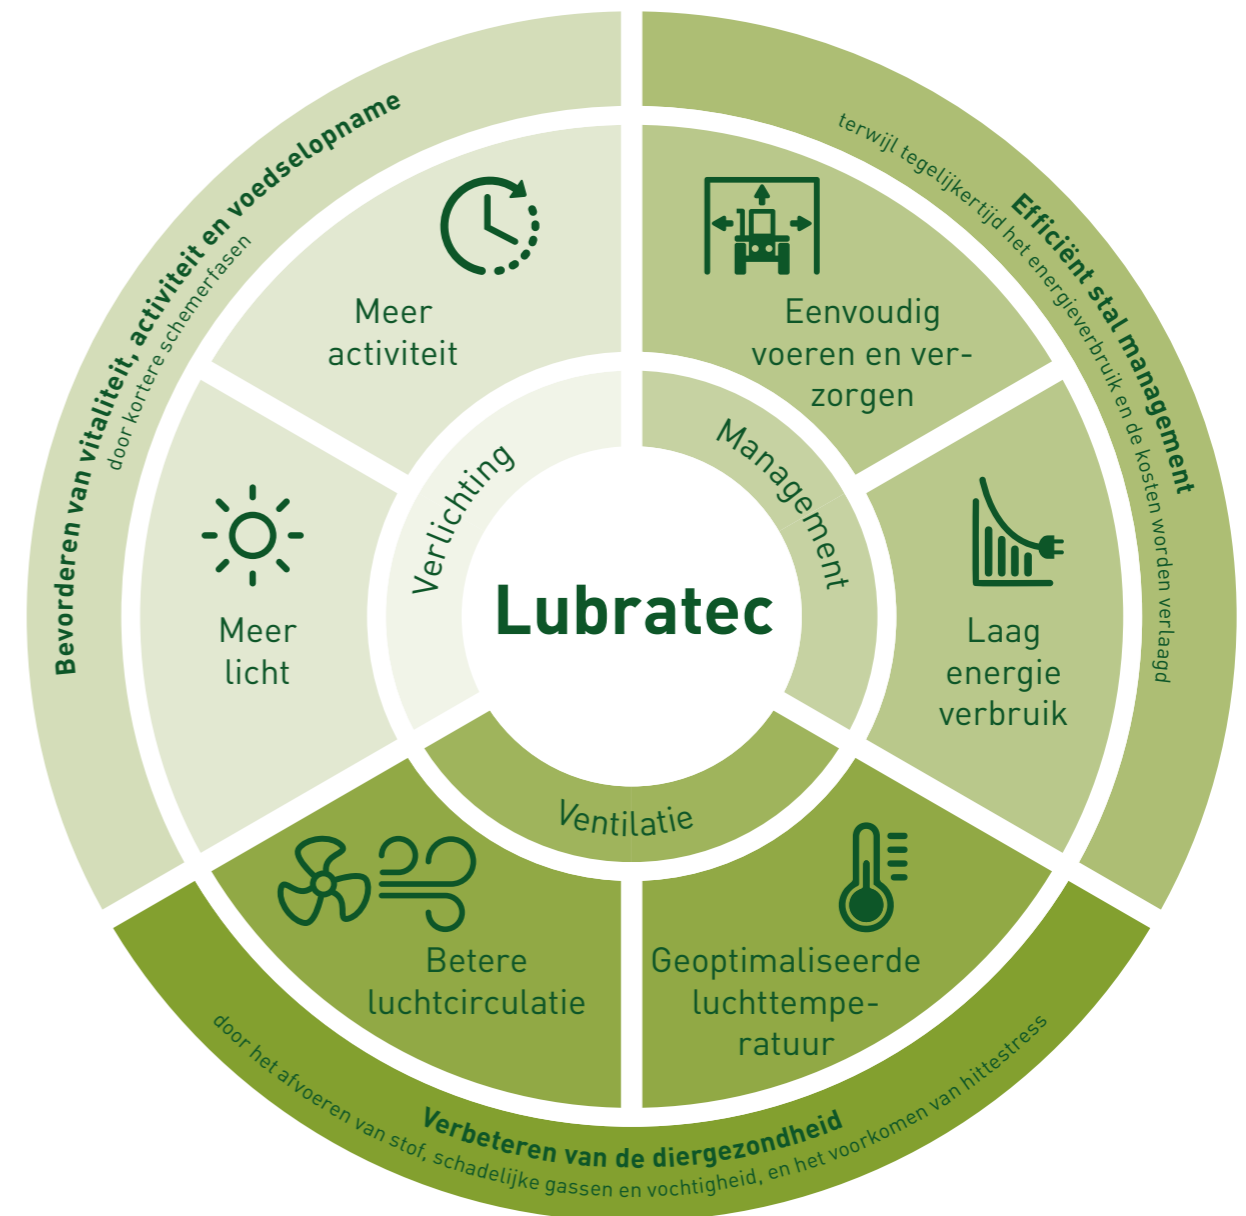 Bevorderen van vitaliteit, activiteit en voedselopname
door kortere schemerfasen
Efficiënt stal management
terwijl tegelijkertijd het energieverbruik en de kosten worden verlaagd
Meer
activiteit
Eenvoudig
voeren en ver-
zorgen
Verlichting
Management
Lubratec
Meer
licht
Laag
energie
verbruik
Ventilatie
Betere
luchtcirculatie
Geoptimaliseerde
luchttempe-
ratuur
Verbeteren van de diergezondheid
door het afvoeren van stof, schadelijke gassen en vochtigheid, en het voorkomen van hittestress